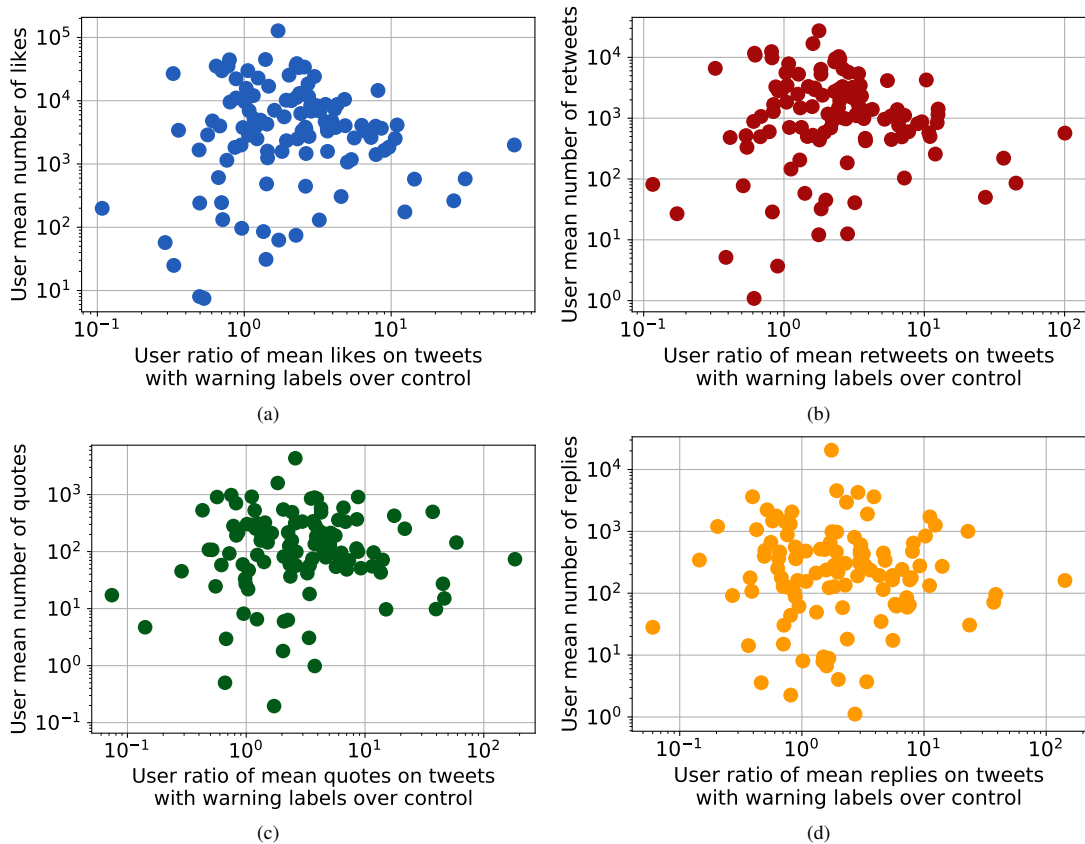 User mean number of likes
10^5
10^4
10^3
10^2
10^1
10^-1
10^0
10^1
User ratio of mean likes on tweets
with warning labels over control
(a)
User mean number of retweets
10^4
10^3
10^2
10^1
10^0
10^-1
10^0
10^1
10^2
User ratio of mean retweets on tweets
with warning labels over control
(b)
User mean number of quotes
10^3
10^2
10^1
10^0
10^-1
10^-1
10^0
10^1
10^2
User ratio of mean quotes on tweets
with warning labels over control
(c)
User mean number of replies
10^4
10^3
10^2
10^1
10^0
10^-1
10^0
10^1
10^2
User ratio of mean replies on tweets
with warning labels over control
(d)